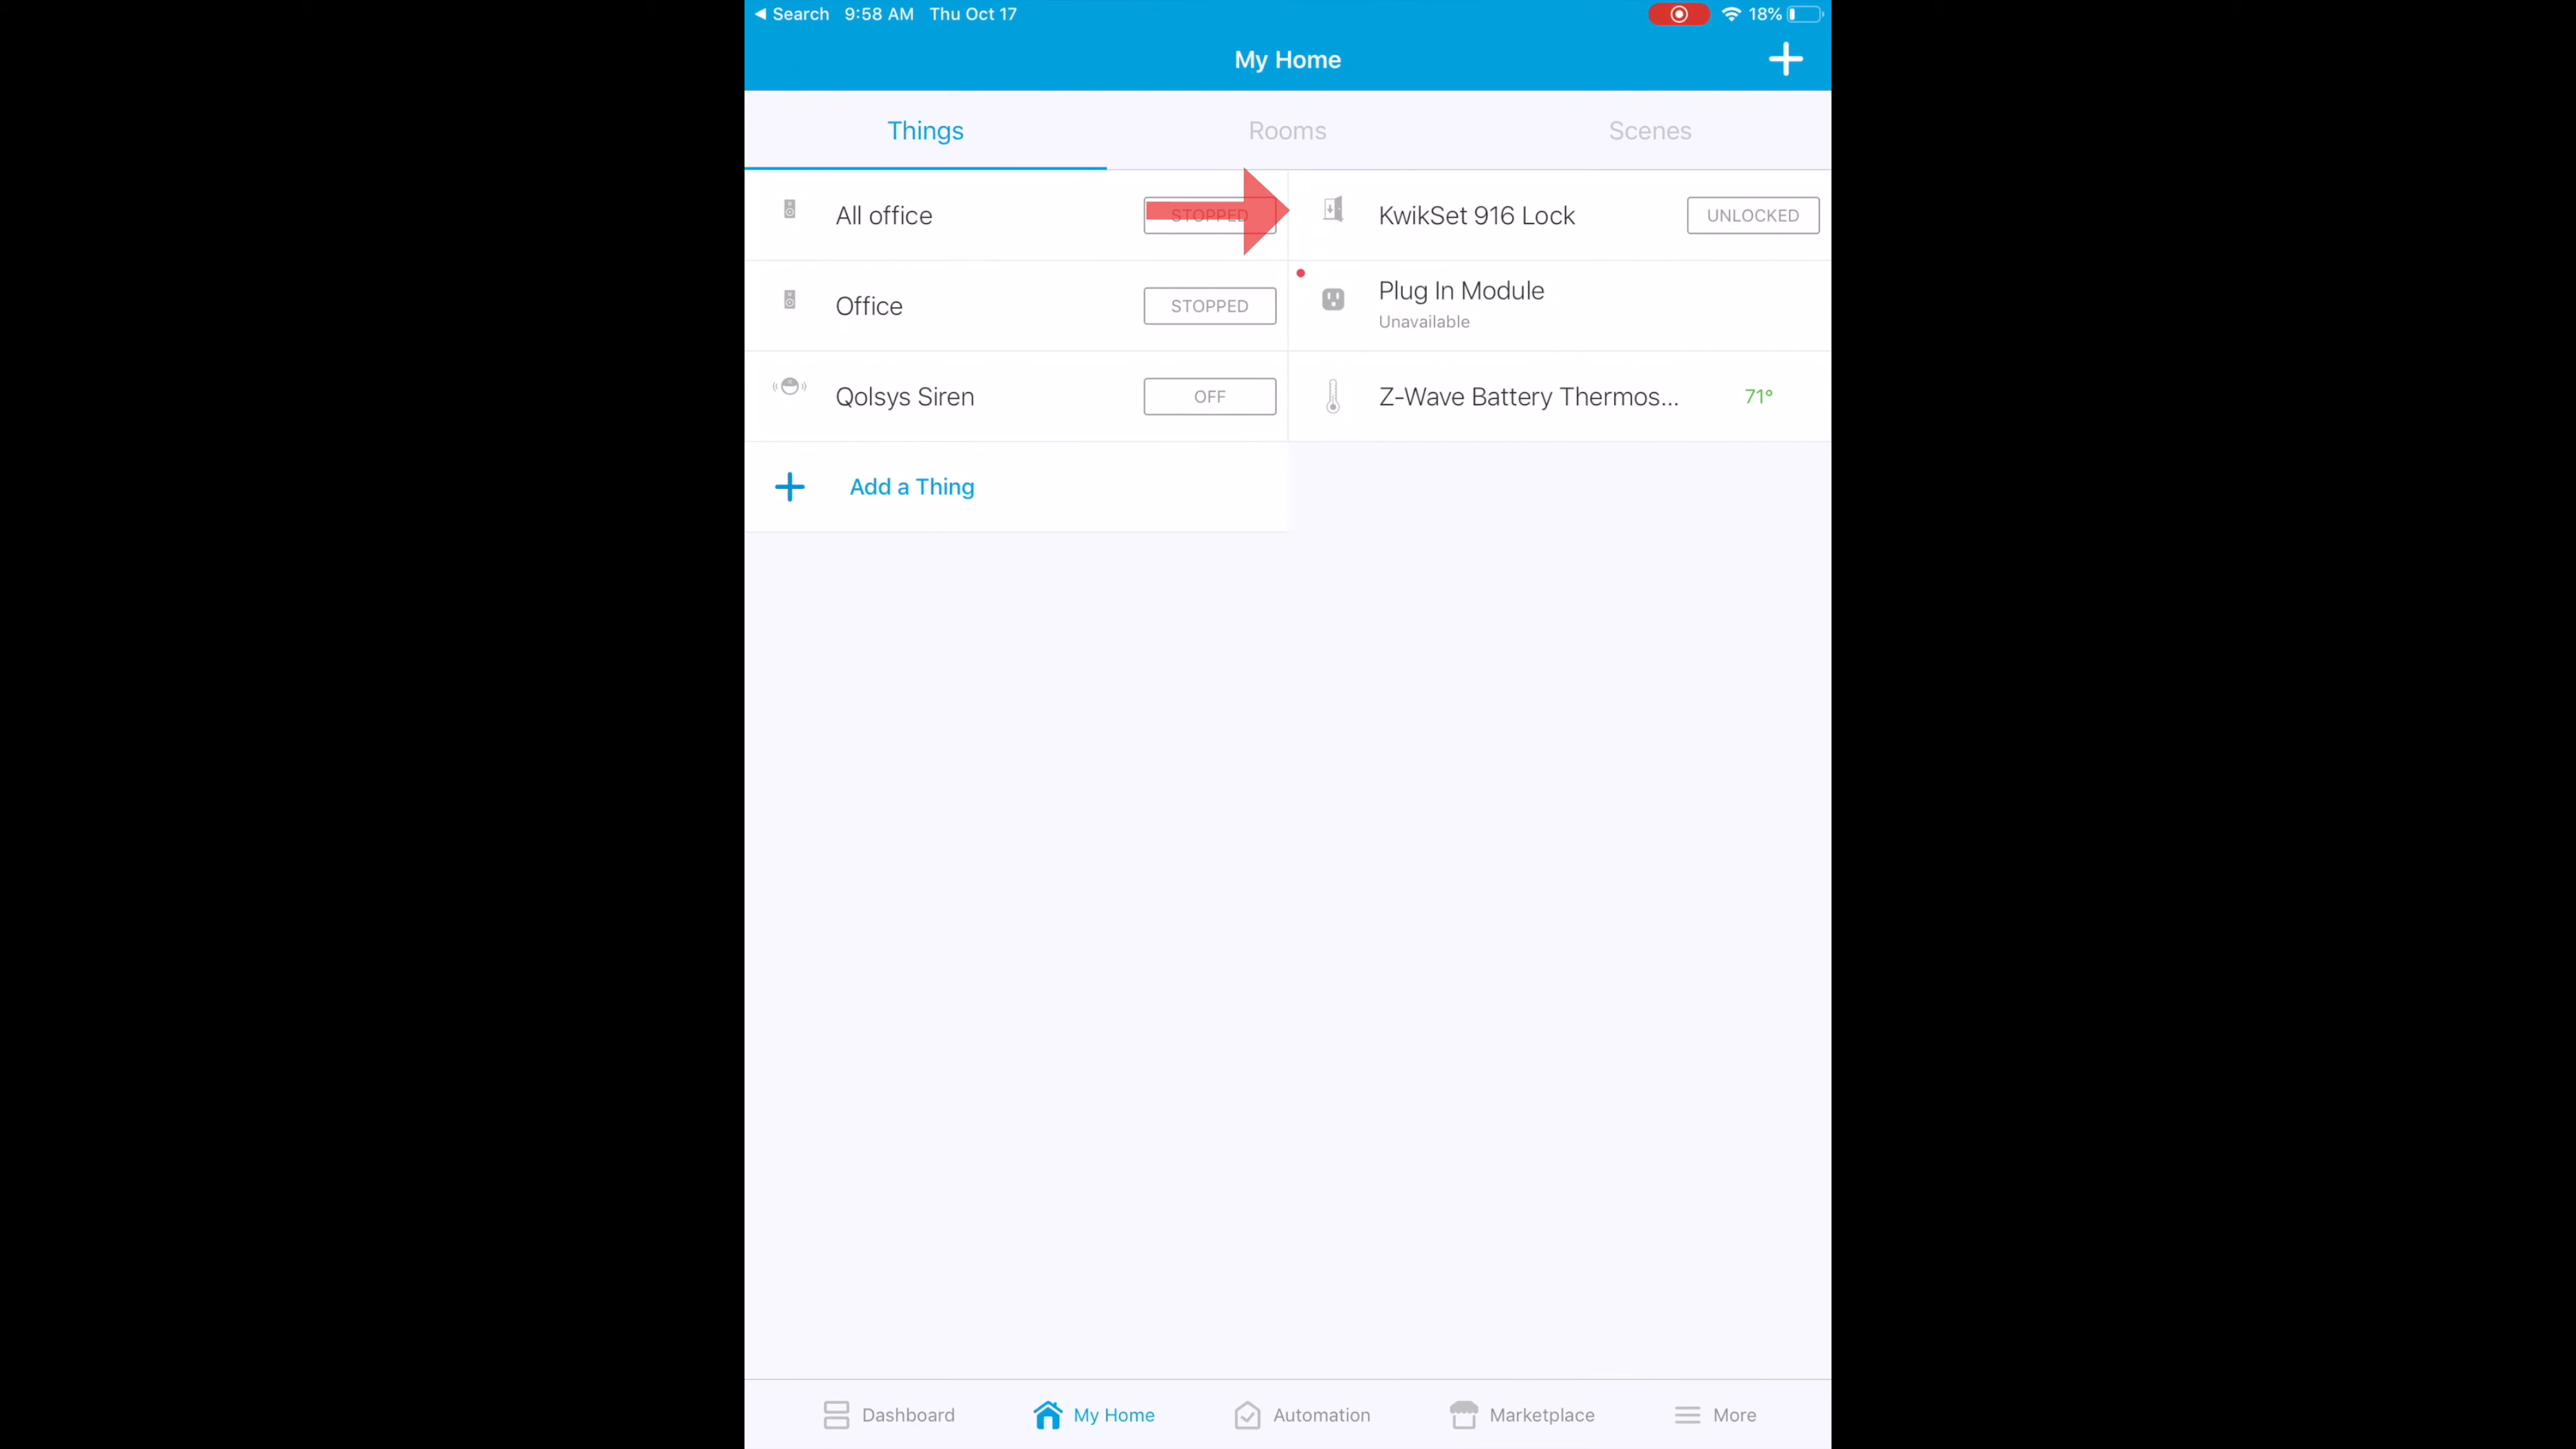 Search 9:58 AM Thu Oct 17 18%
My Home
Things Rooms Scenes
All office STOPPED
KwikSet 916 Lock UNLOCKED
Office STOPPED
Plug In Module
Unavailable
Qolsys Siren OFF
Z-Wave Battery Thermos... 71°
Add a Thing
Dashboard My Home Automation Marketplace More